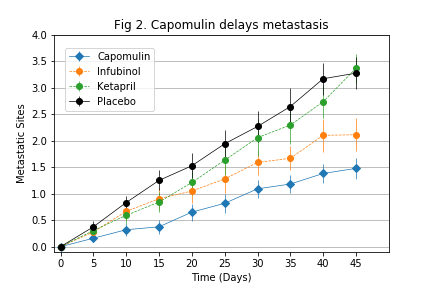 Fig 2. Capomulin delays metastasis
4.0
3.5
3.0
2.5
2.0
1.5
1.0
0.5
0.0
Metastatic Sites
Capomulin
Infubinol
Ketapril
Placebo
0 5 10 15 20 25 30 35 40 45
Time (Days)